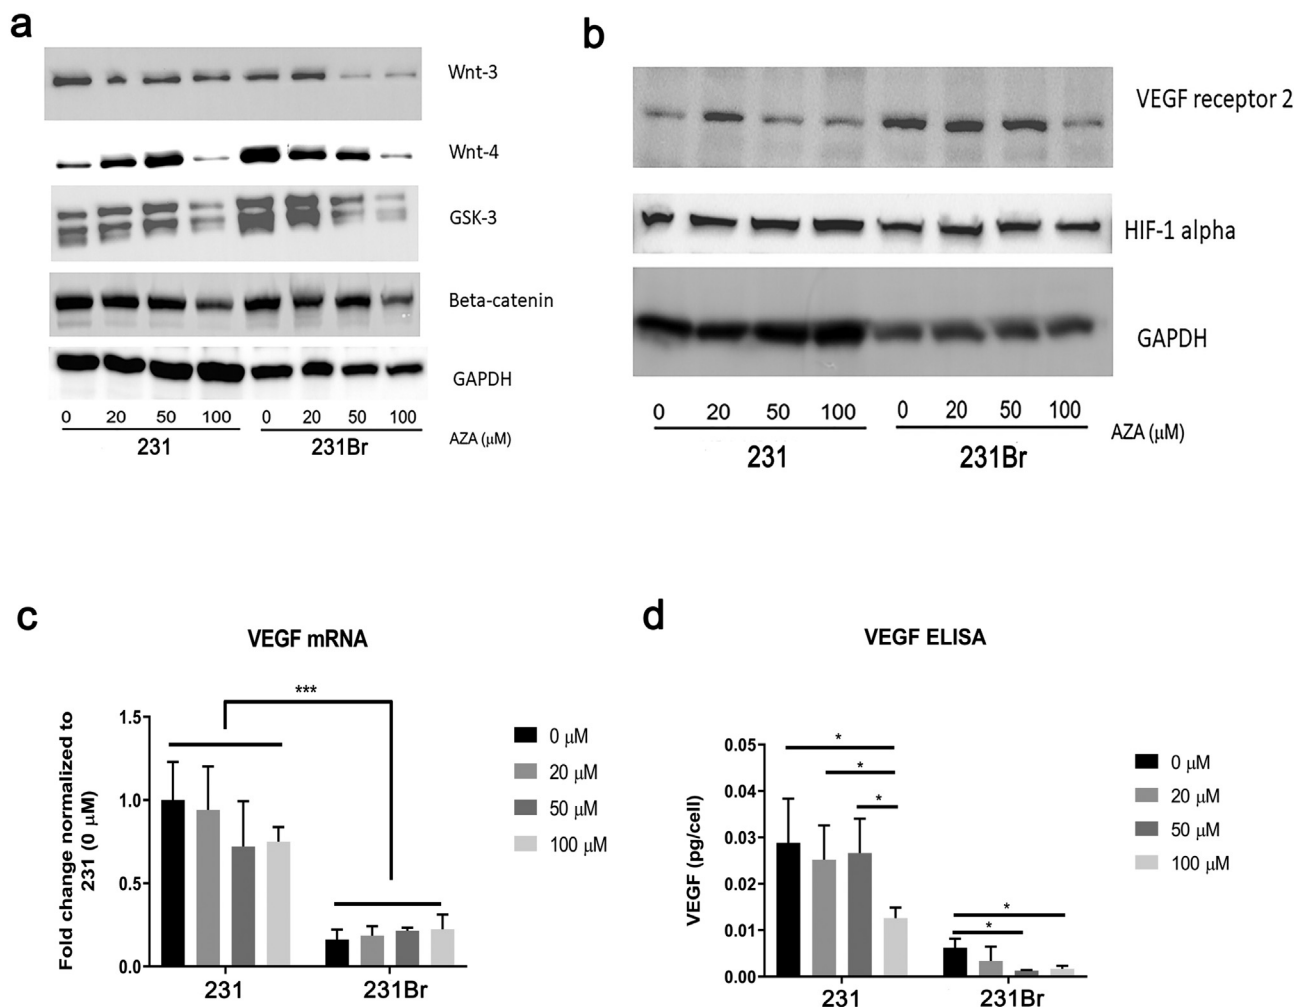 a
Wnt-3
Wnt-4
GSK-3
Beta-catenin
GAPDH
0 20 50 100 0 20 50 100
AZA (μM)
231 231Br
b
VEGF receptor 2
HIF-1 alpha
GAPDH
0 20 50 100 0 20 50 100
AZA (μM)
231 231Br
c
VEGF mRNA
***
Fold change normalized to
231 (0 μM)
1.5
1.0
0.5
0.0
231 231Br
0 μM
20 μM
50 μM
100 μM
d
VEGF ELISA
VEGF (pg/cell)
0.05
0.04
0.03
0.02
0.01
0.00
*
*
*
*
*
231 231Br
0 μM
20 μM
50 μM
100 μM